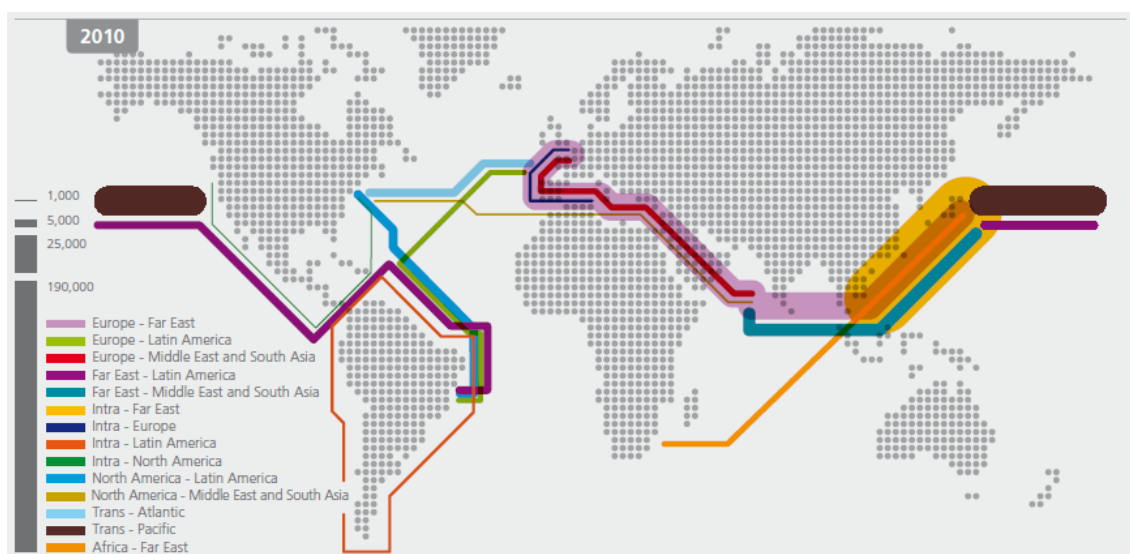 2010
1,000
5,000
25,000
190,000
Europe - Far East
Europe - Latin America
Europe - Middle East and South Asia
Far East - Latin America
Far East - Middle East and South Asia
Intra - Far East
Intra - Europe
Intra - Latin America
Intra - North America
North America - Latin America
North America - Middle East and South Asia
Trans - Atlantic
Trans - Pacific
Africa - Far East